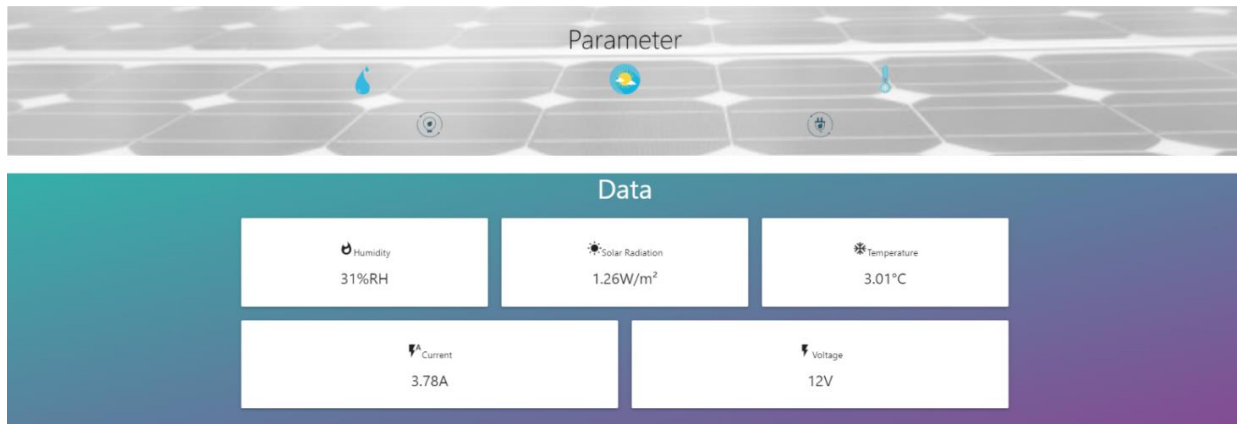 Parameter
Data
Humidity
31%RH
Solar Radiation
1.26W/m²
Temperature
3.01°C
A Current
3.78A
Voltage
12V